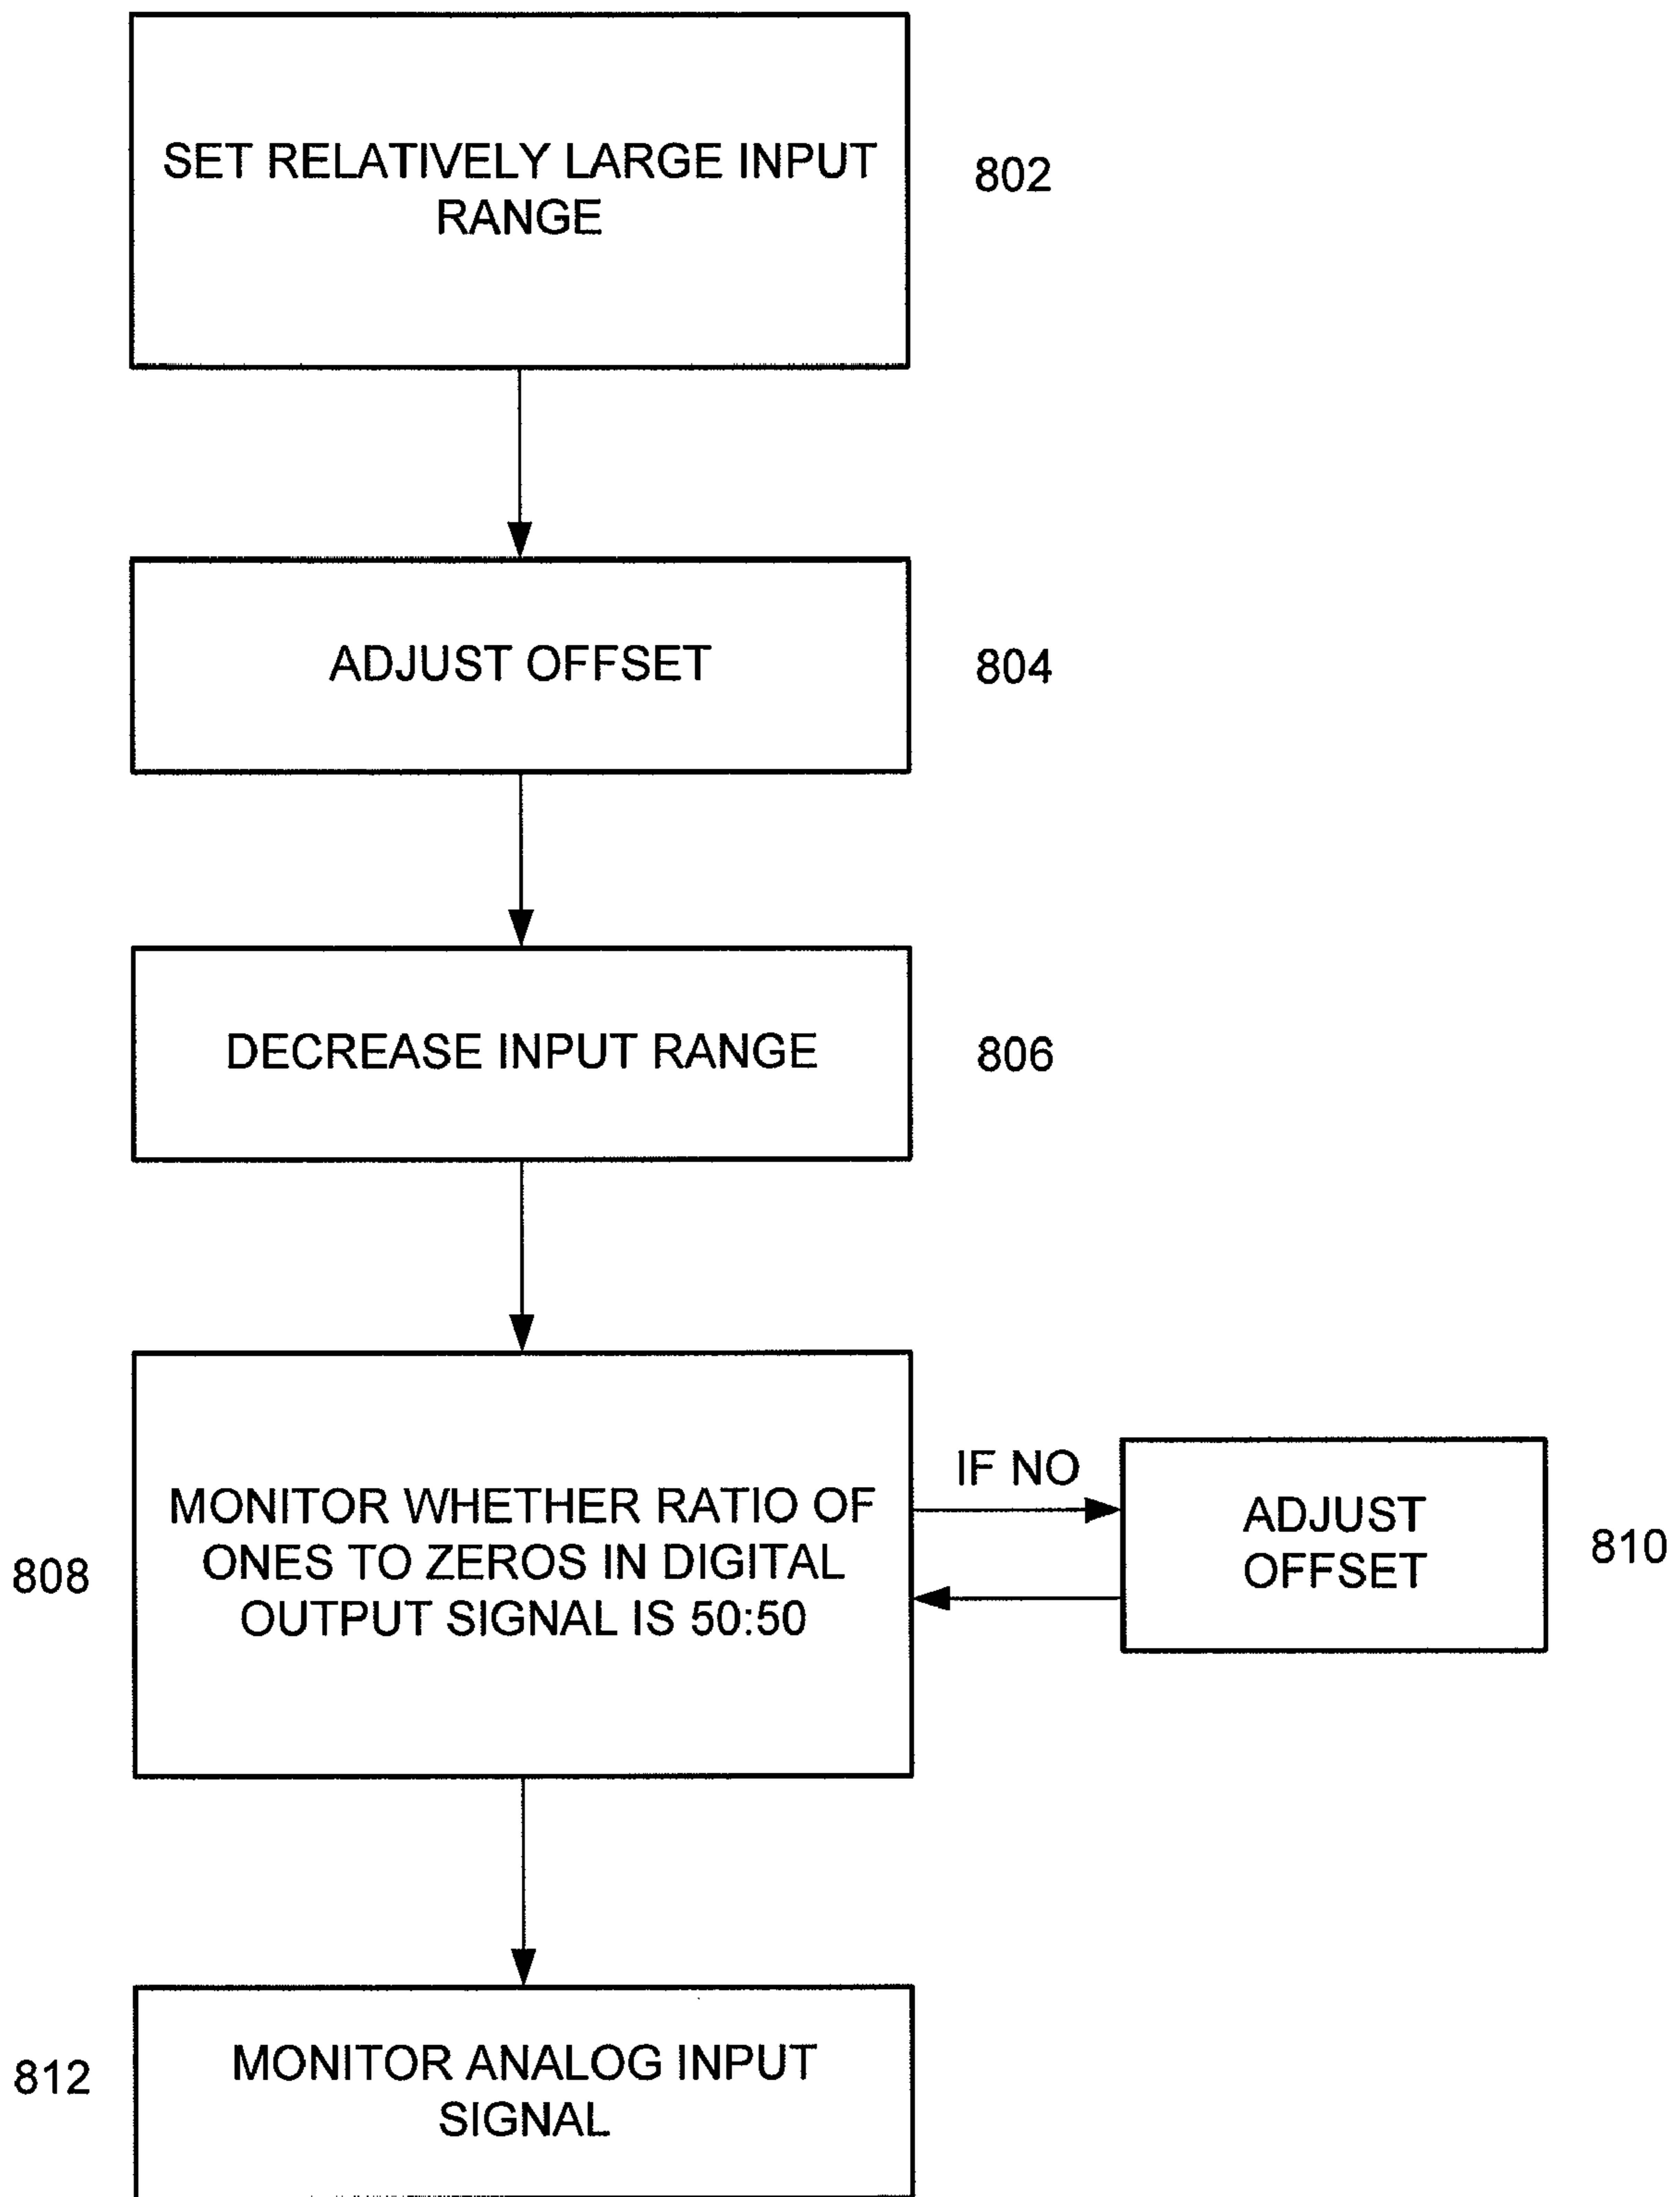 SET RELATIVELY LARGE INPUT
RANGE
802
ADJUST OFFSET
804
DECREASE INPUT RANGE
806
MONITOR WHETHER RATIO OF
ONES TO ZEROS IN DIGITAL
OUTPUT SIGNAL IS 50:50
808
IF NO
ADJUST
OFFSET
810
MONITOR ANALOG INPUT
SIGNAL
812